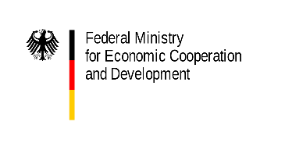 Federal Ministry
for Economic Cooperation
and Development